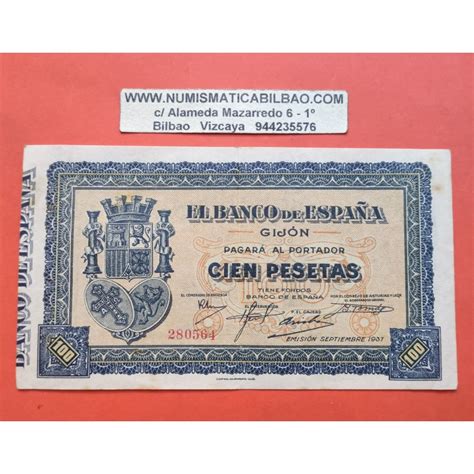 WWW.NUMISMATICABILBAO.COM
c/ Alameda Mazarredo 6 - 1º
Bilbao Vizcaya 944235576
BANCO DE ESPAÑA
EL BANCO DE ESPAÑA
GIJÓN
PAGARÁ AL PORTADOR
CIEN PESETAS
TIENE FONDOS
BANCO DE ESPAÑA
Y EL CAJERO
280564
EMISIÓN SEPTIEMBRE 1937
100
100